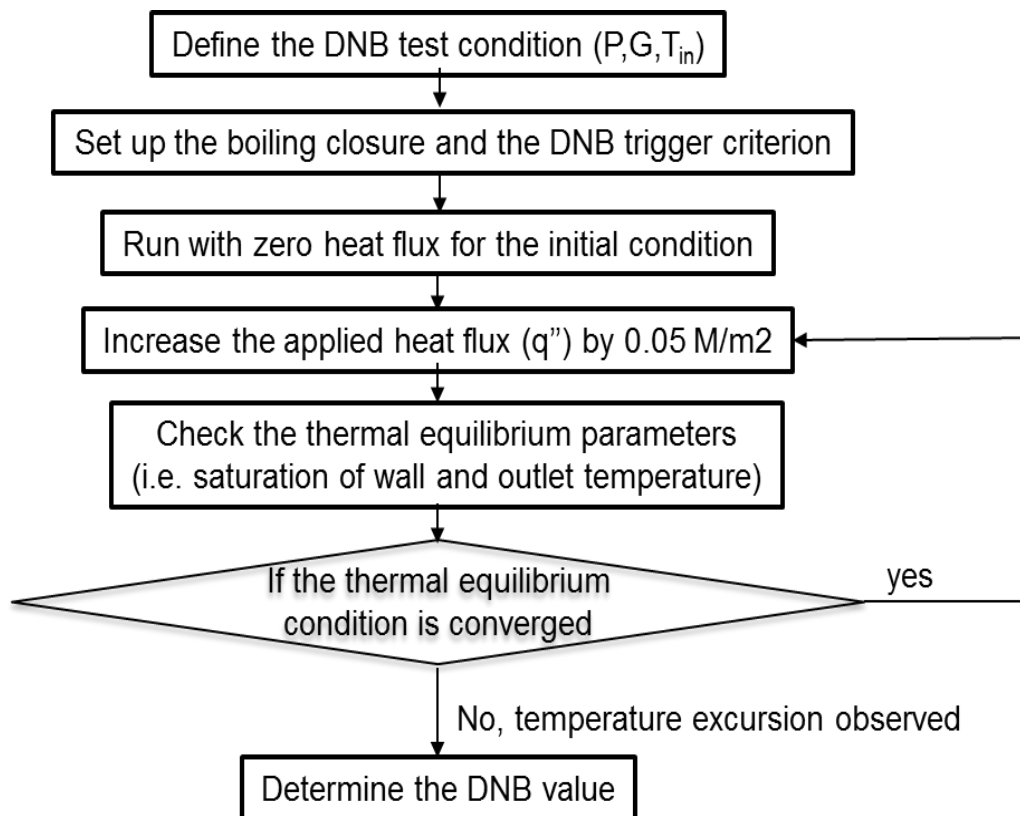 Define the DNB test condition (P,G,Tin)
Set up the boiling closure and the DNB trigger criterion
Run with zero heat flux for the initial condition
Increase the applied heat flux (q”) by 0.05 M/m2
Check the thermal equilibrium parameters
(i.e. saturation of wall and outlet temperature)
If the thermal equilibrium
condition is converged
yes
No, temperature excursion observed
Determine the DNB value